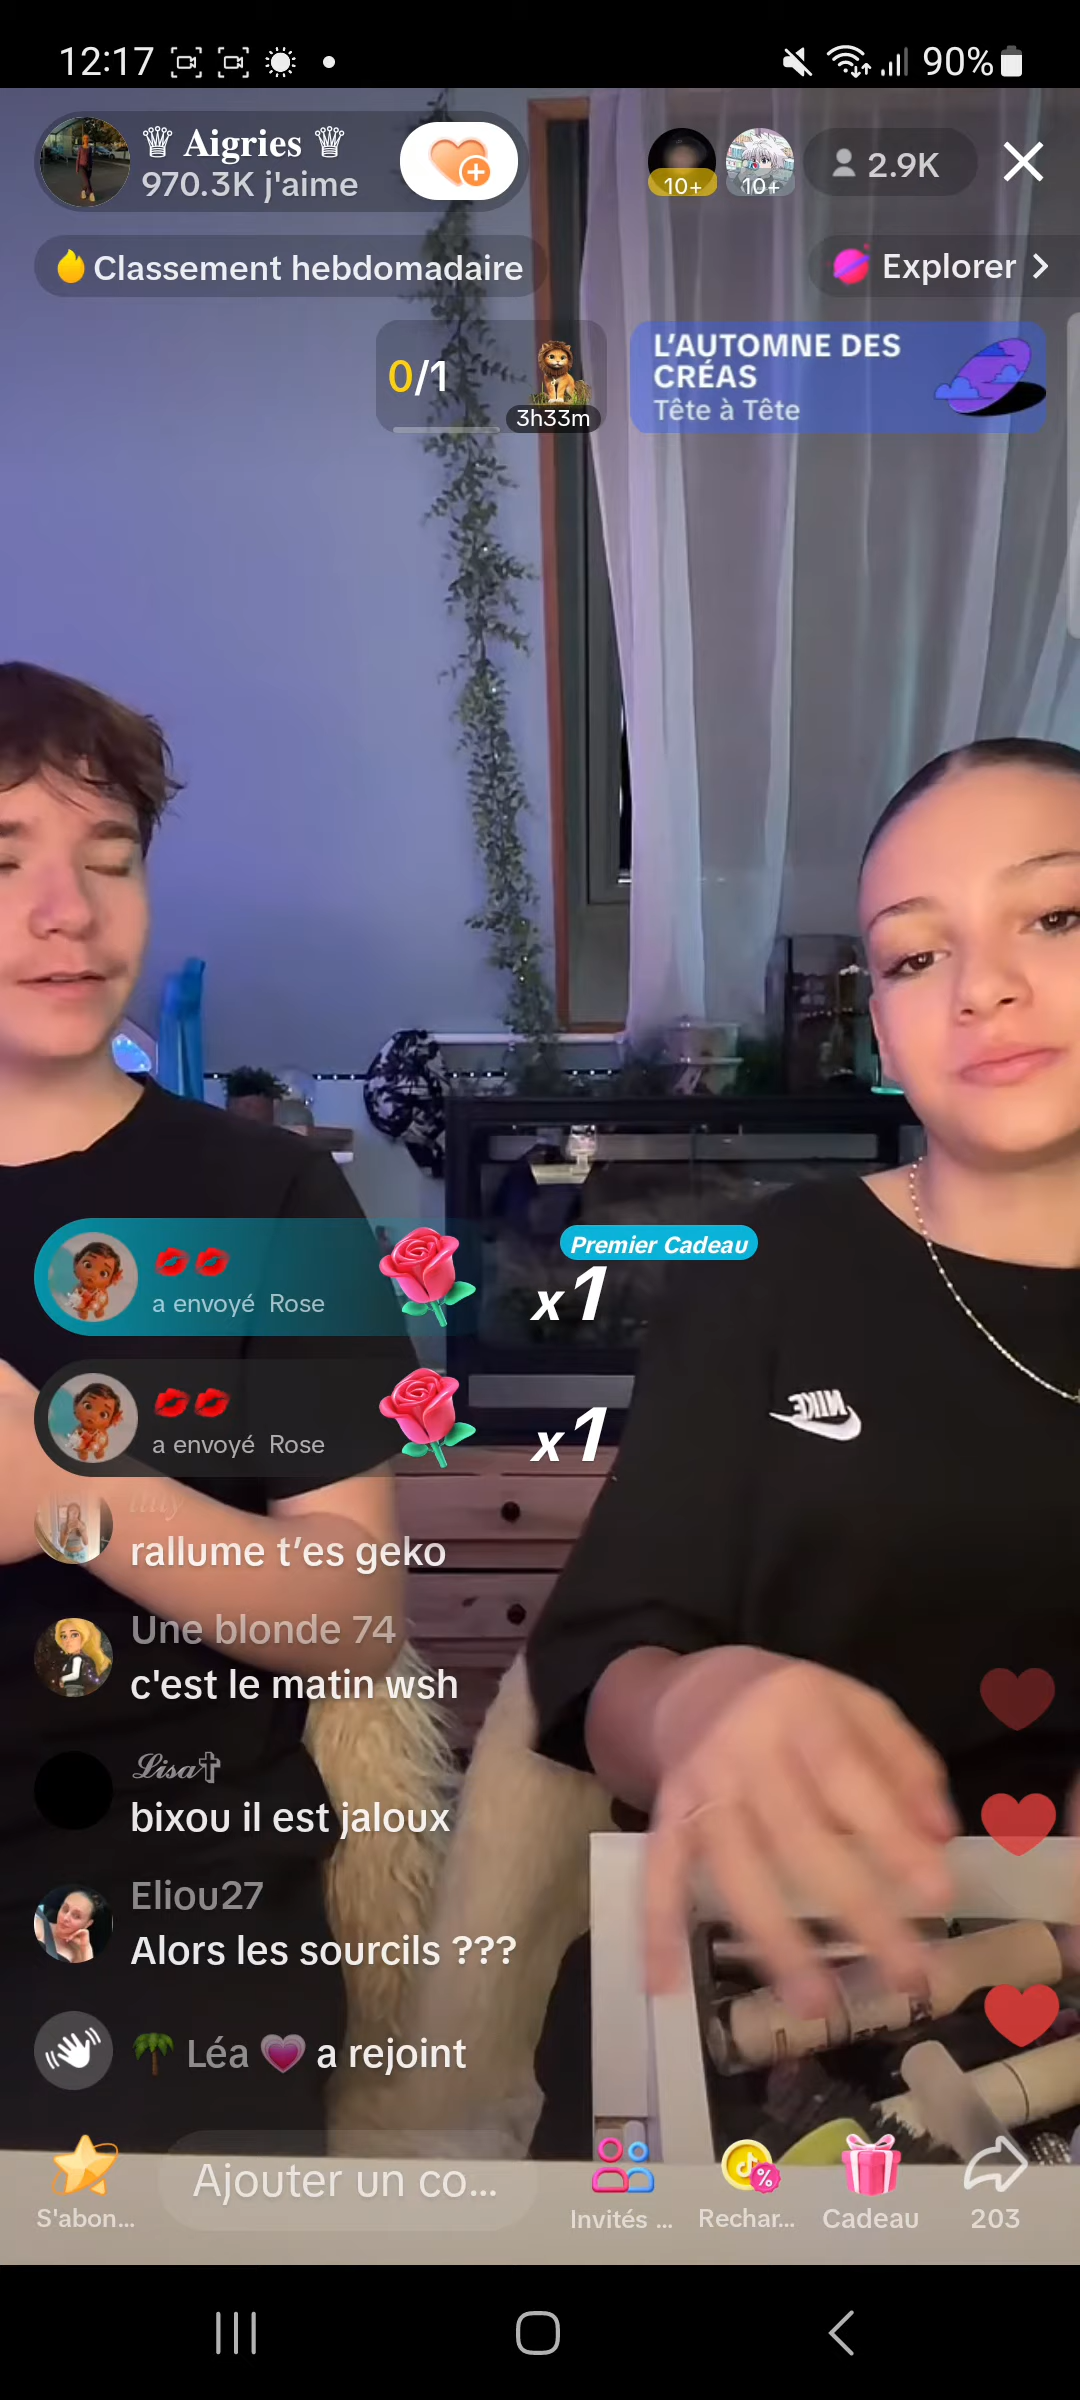 12:17
90%
♕ Aigries ♕
970.3K j'aime
10+
10+
2.9K
Classement hebdomadaire
Explorer
0/1
3h33m
L'AUTOMNE DES
CRÉAS
Tête à Tête
Premier Cadeau
a envoyé Rose
x1
a envoyé Rose
x1
NIKE
lilly
rallume t'es geko
Une blonde 74
c'est le matin wsh
Lisa✝
bixou il est jaloux
Eliou27
Alors les sourcils ???
🌴 Léa 💗 a rejoint
Ajouter un co...
S'abon...
Invités ...
Rechar...
Cadeau
203